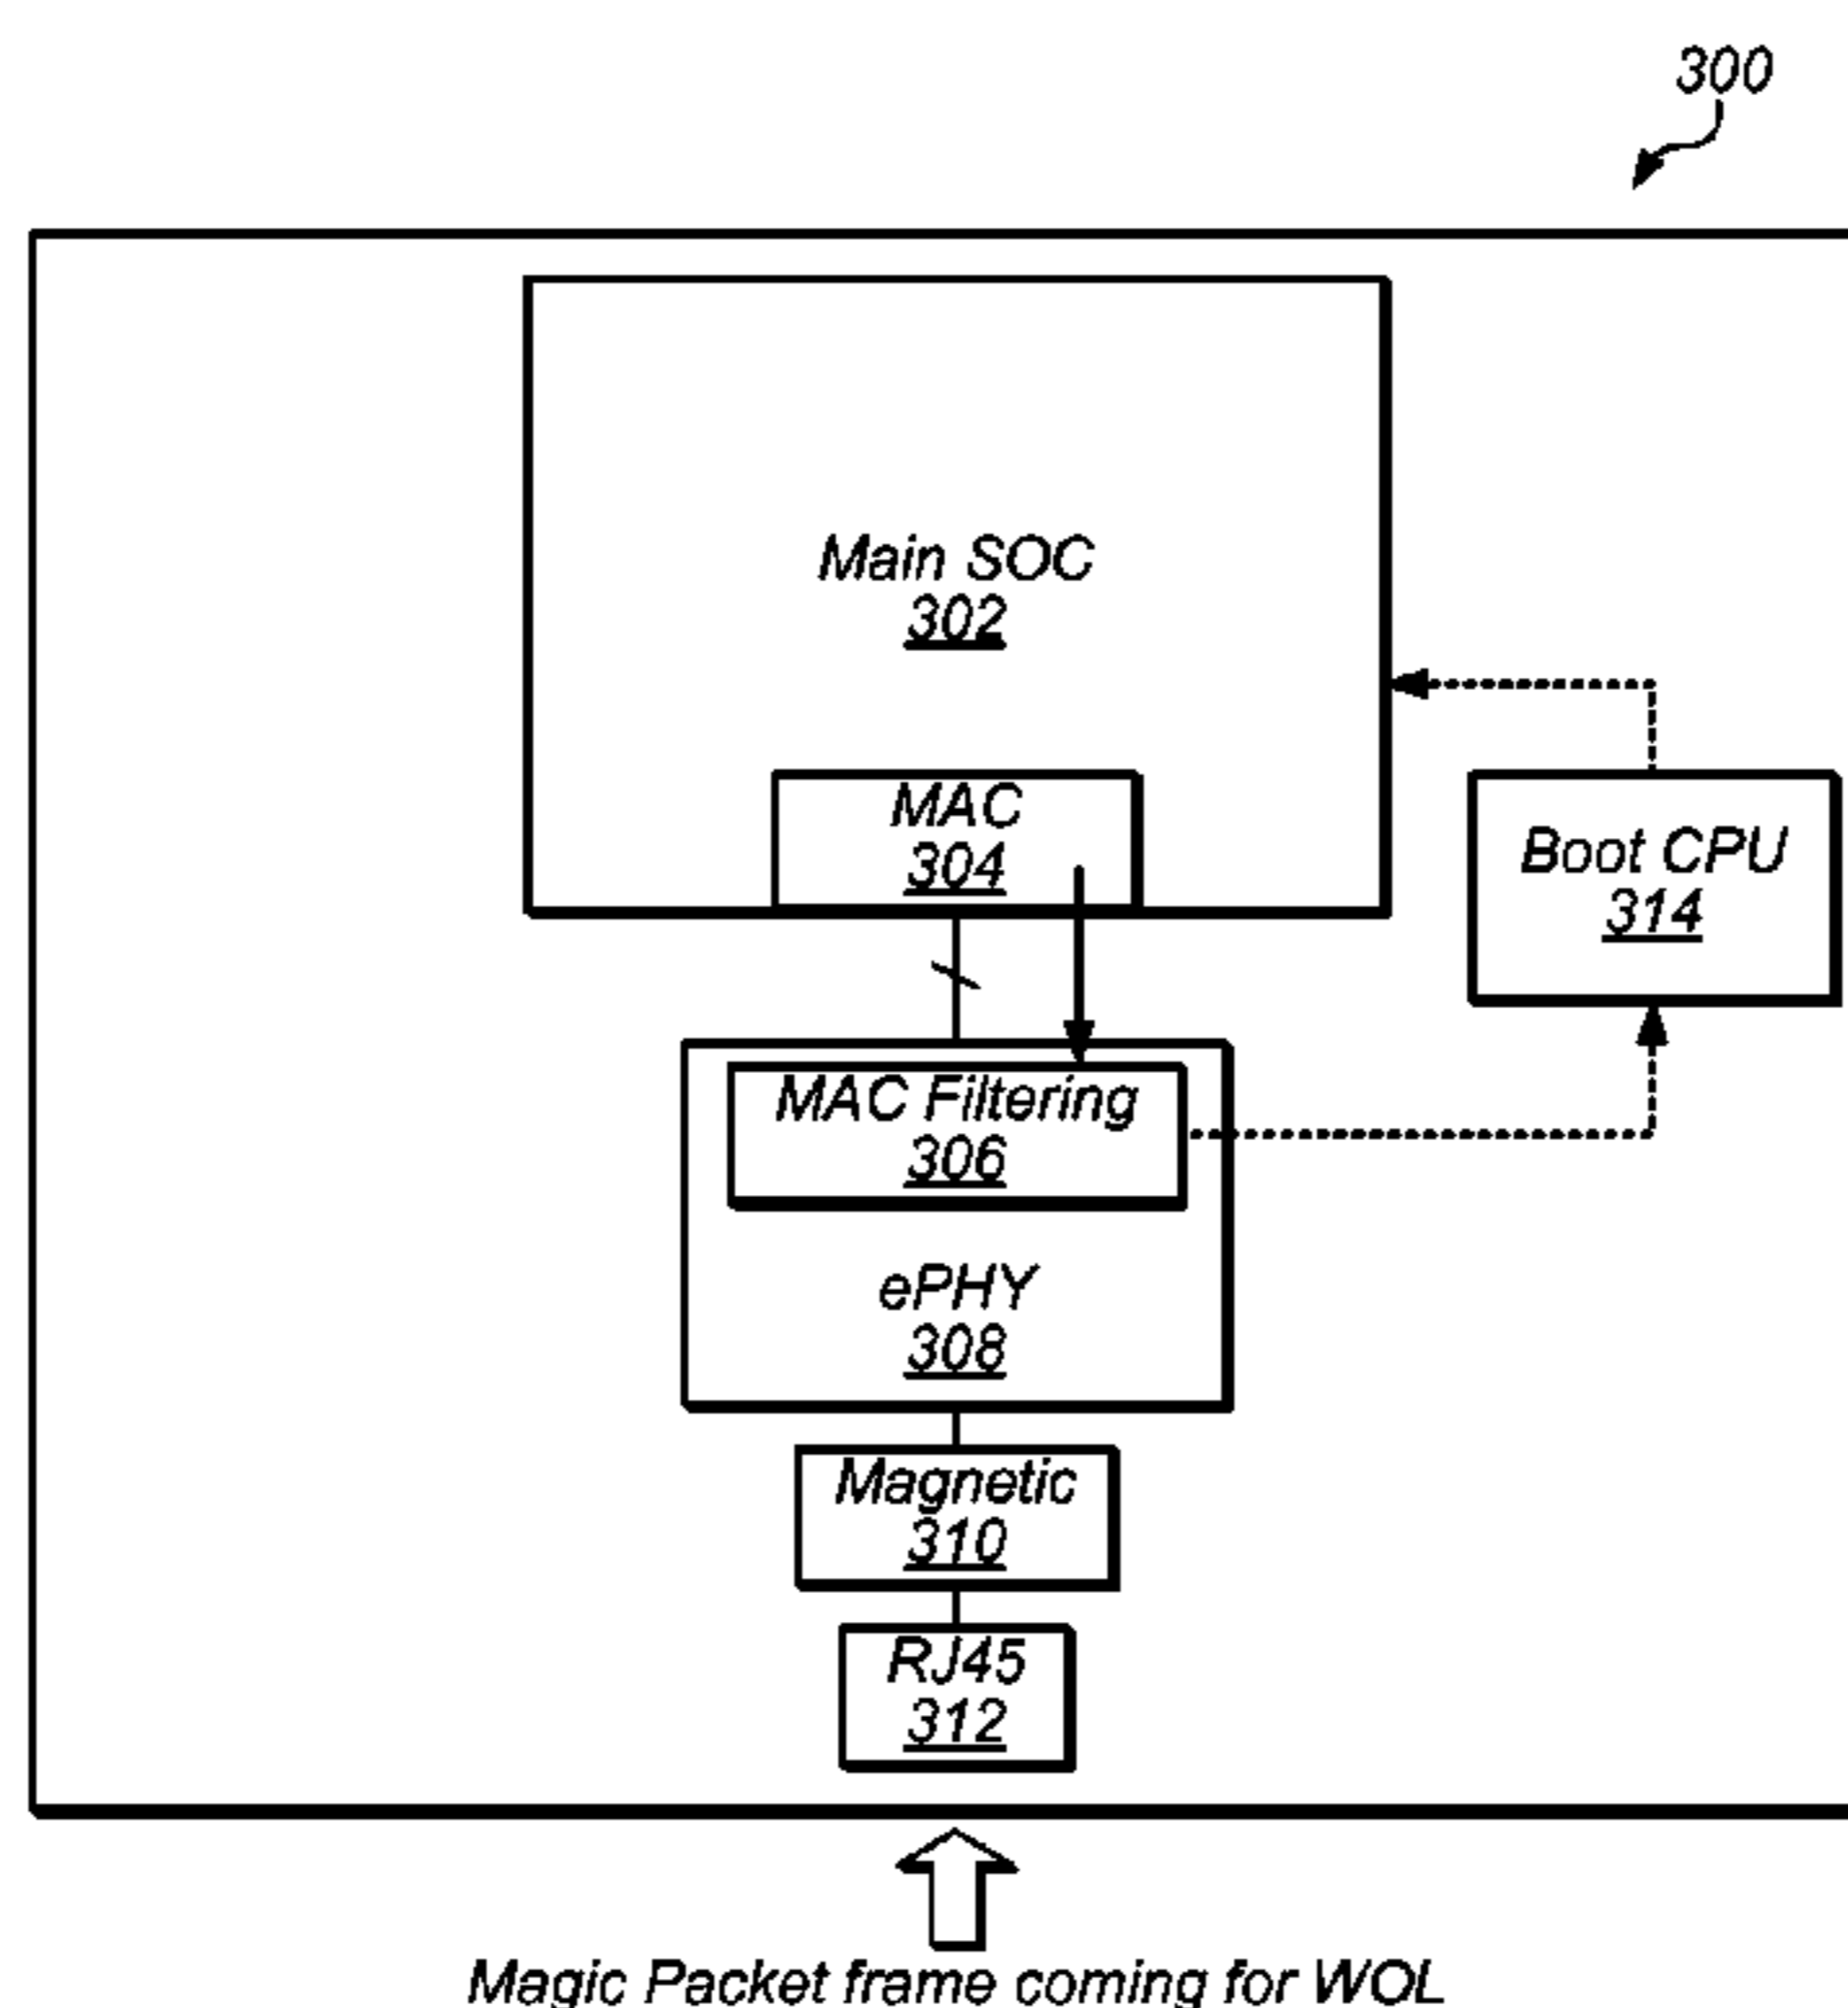 300
Main SOC
302
MAC
304
Boot CPU
314
MAC Filtering
306
ePHY
308
Magnetic
310
RJ45
312
Magic Packet frame coming for WOL